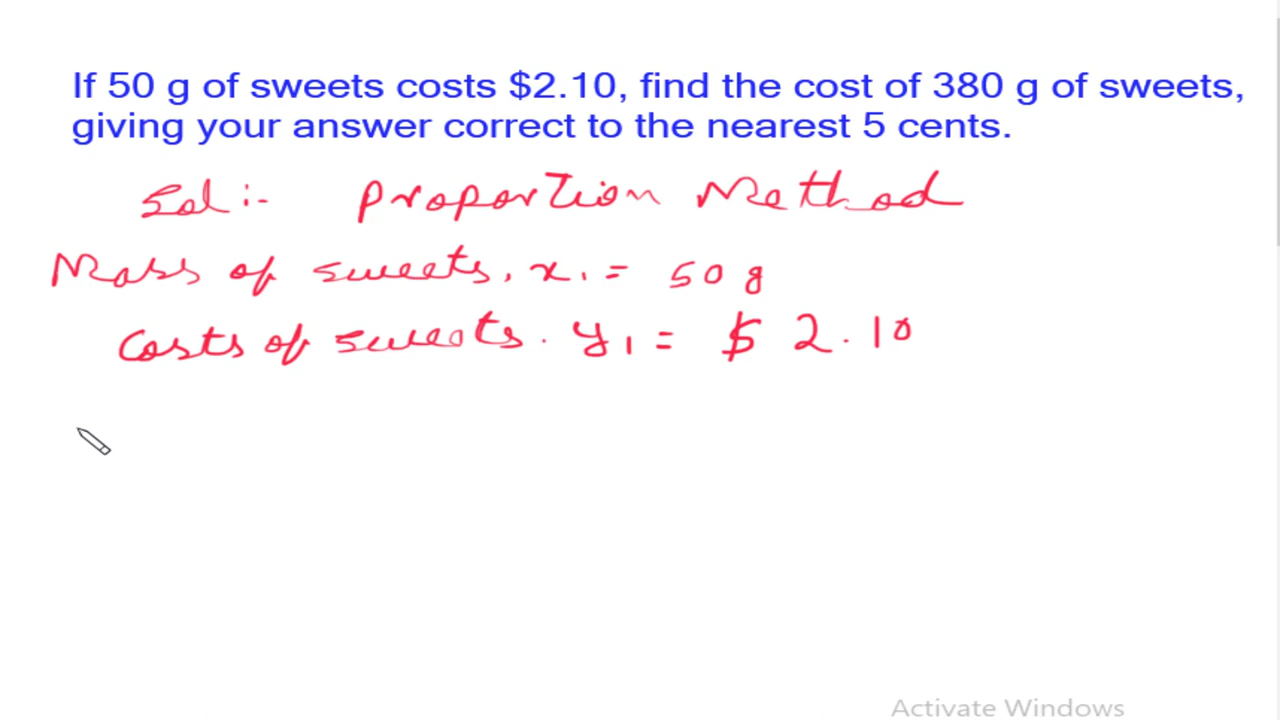 If 50 g of sweets costs $2.10, find the cost of 380 g of sweets,
giving your answer correct to the nearest 5 cents.
Sol :- Proportion Method
Mass of sweets, x₁ = 50 g
Costs of sweets. y₁ = $ 2.10
Activate Windows